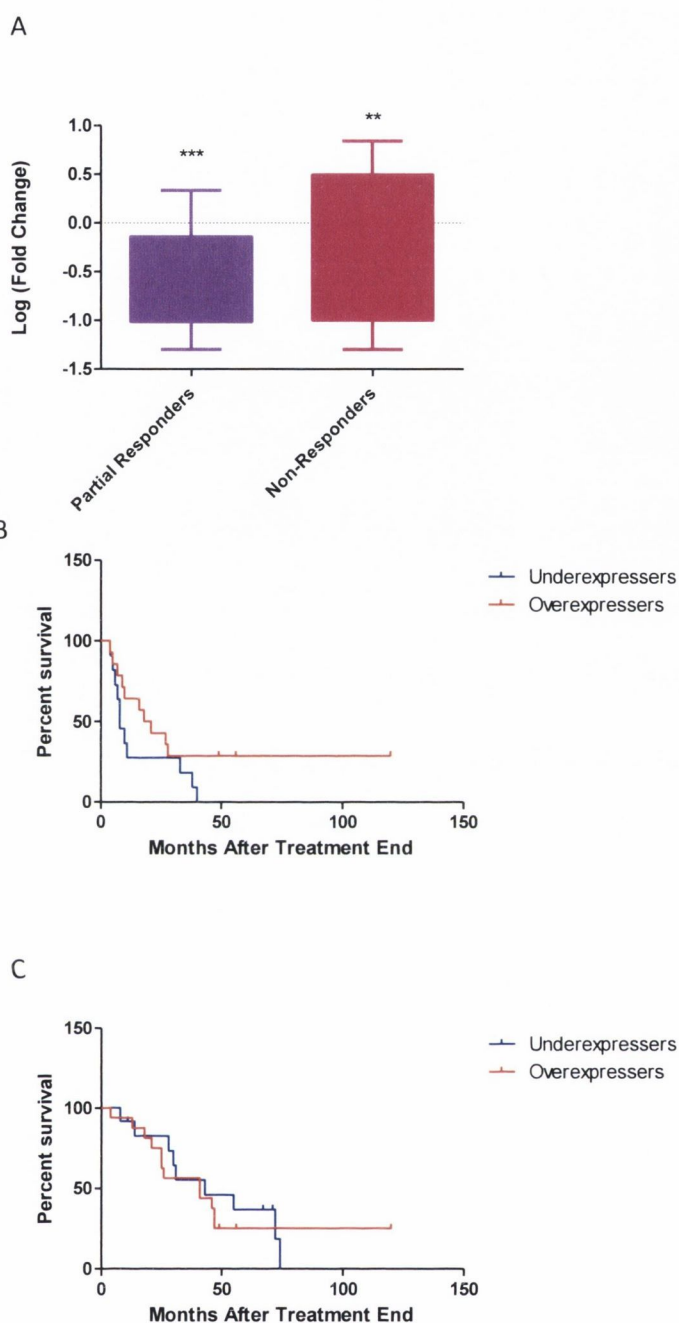 A
Log (Fold Change)
1.0
0.5
0.0
-0.5
-1.0
-1.5
***
**
Partial Responders
Non-Responders
B
Percent survival
150
100
50
0
0 50 100 150
Months After Treatment End
Underexpressers
Overexpressers
C
Percent survival
150
100
50
0
0 50 100 150
Months After Treatment End
Underexpressers
Overexpressers